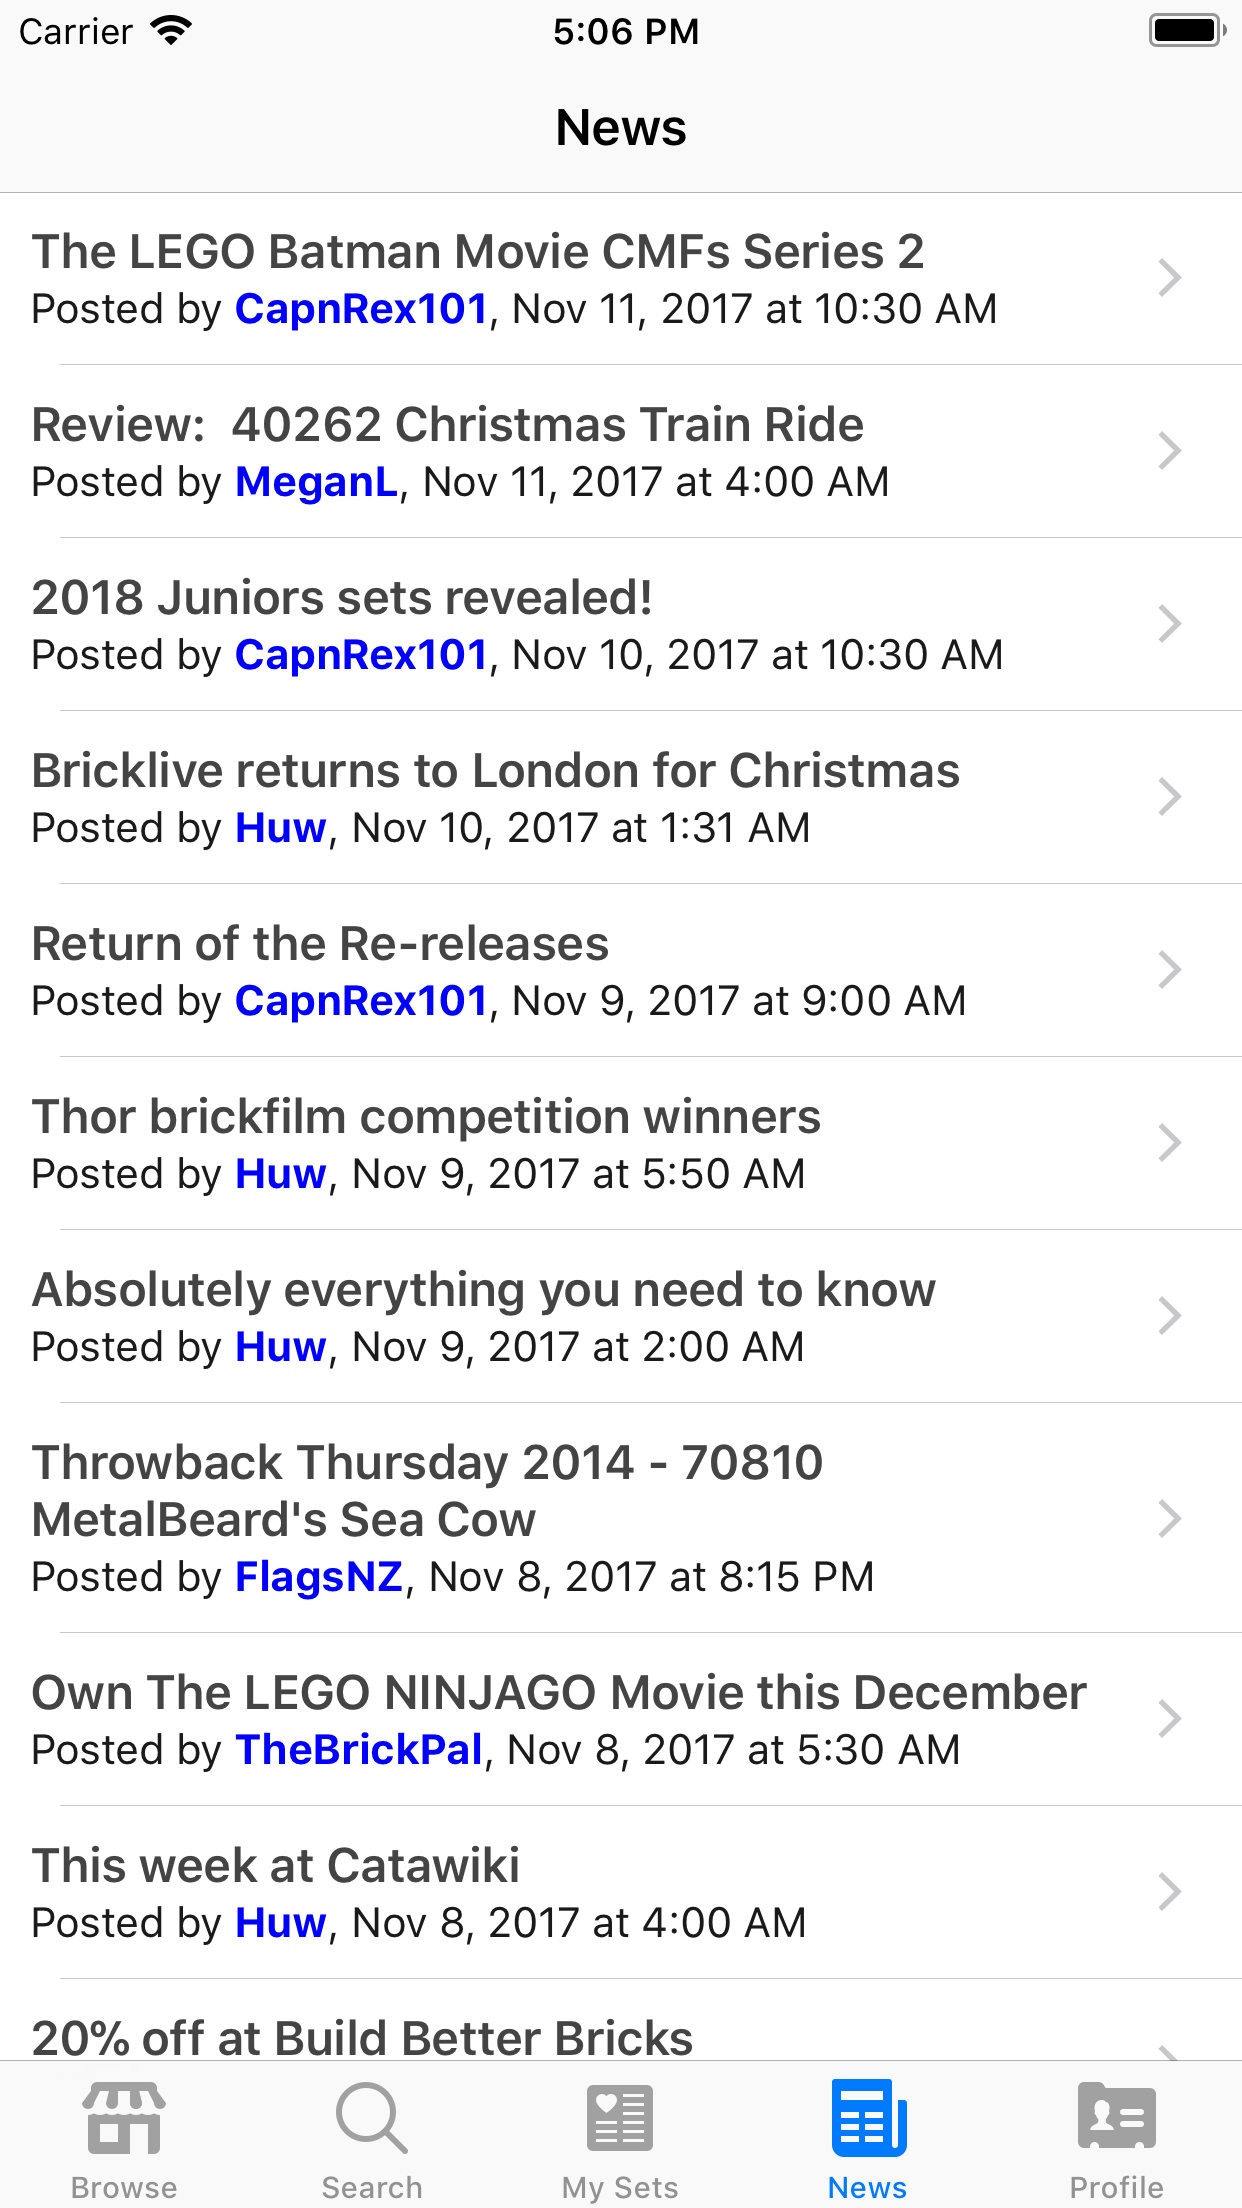 Carrier 5:06 PM
News
The LEGO Batman Movie CMFs Series 2
Posted by CapnRex101, Nov 11, 2017 at 10:30 AM
Review:  40262 Christmas Train Ride
Posted by MeganL, Nov 11, 2017 at 4:00 AM
2018 Juniors sets revealed!
Posted by CapnRex101, Nov 10, 2017 at 10:30 AM
Bricklive returns to London for Christmas
Posted by Huw, Nov 10, 2017 at 1:31 AM
Return of the Re-releases
Posted by CapnRex101, Nov 9, 2017 at 9:00 AM
Thor brickfilm competition winners
Posted by Huw, Nov 9, 2017 at 5:50 AM
Absolutely everything you need to know
Posted by Huw, Nov 9, 2017 at 2:00 AM
Throwback Thursday 2014 - 70810
MetalBeard's Sea Cow
Posted by FlagsNZ, Nov 8, 2017 at 8:15 PM
Own The LEGO NINJAGO Movie this December
Posted by TheBrickPal, Nov 8, 2017 at 5:30 AM
This week at Catawiki
Posted by Huw, Nov 8, 2017 at 4:00 AM
20% off at Build Better Bricks
Browse Search My Sets News Profile